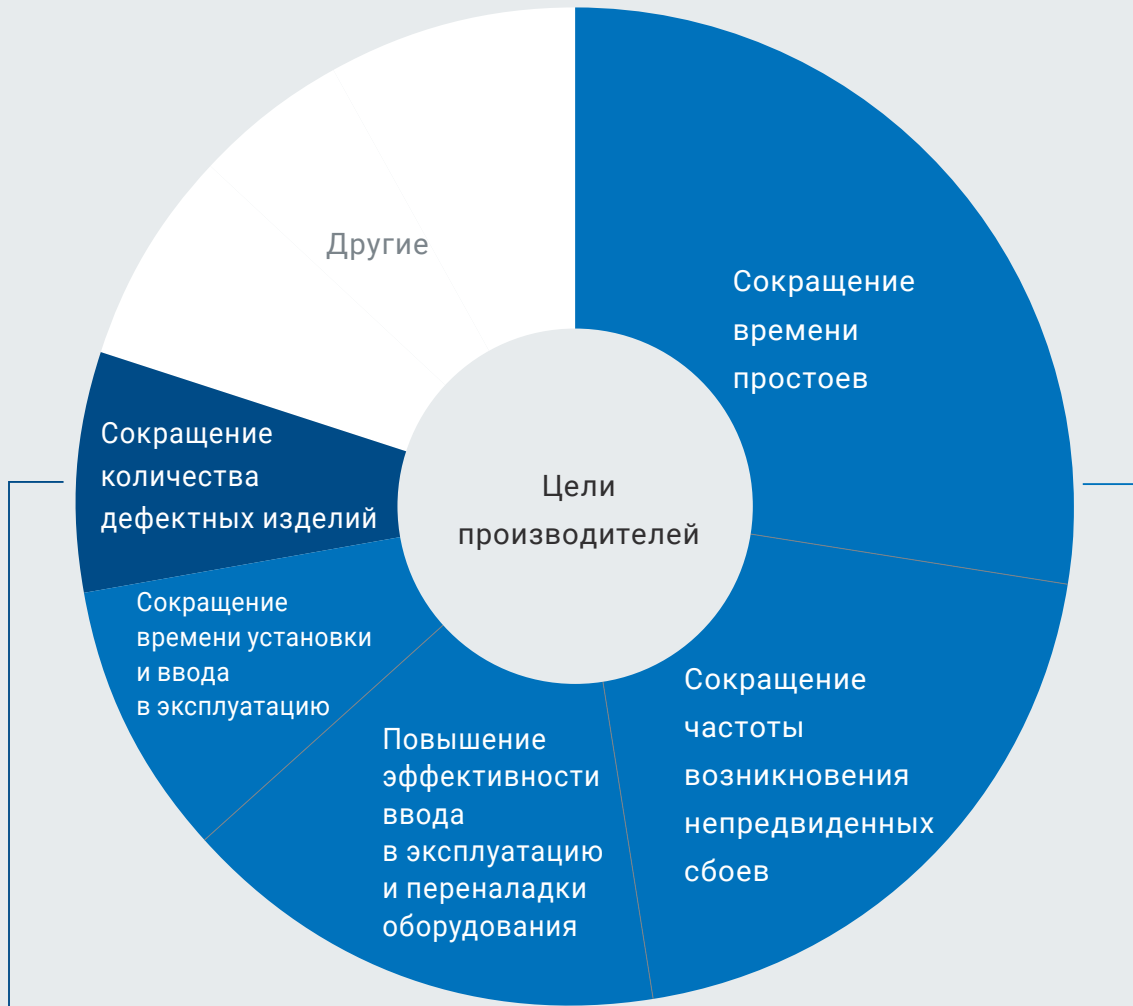 Другие
Сокращение
времени
простоев
Сокращение
количества
дефектных изделий
Цели
производителей
Сокращение
времени установки
и ввода
в эксплуатацию
Сокращение
частоты
возникновения
непредвиденных
сбоев
Повышение
эффективности
ввода
в эксплуатацию
и переналадки
оборудования